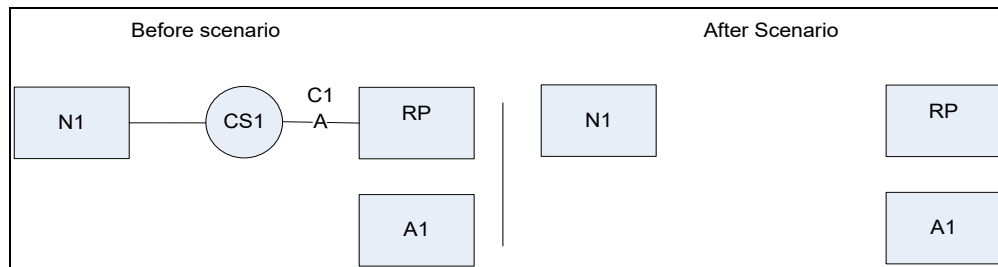 Before scenario
After Scenario
N1
CS1
C1
A
RP
A1
N1
RP
A1